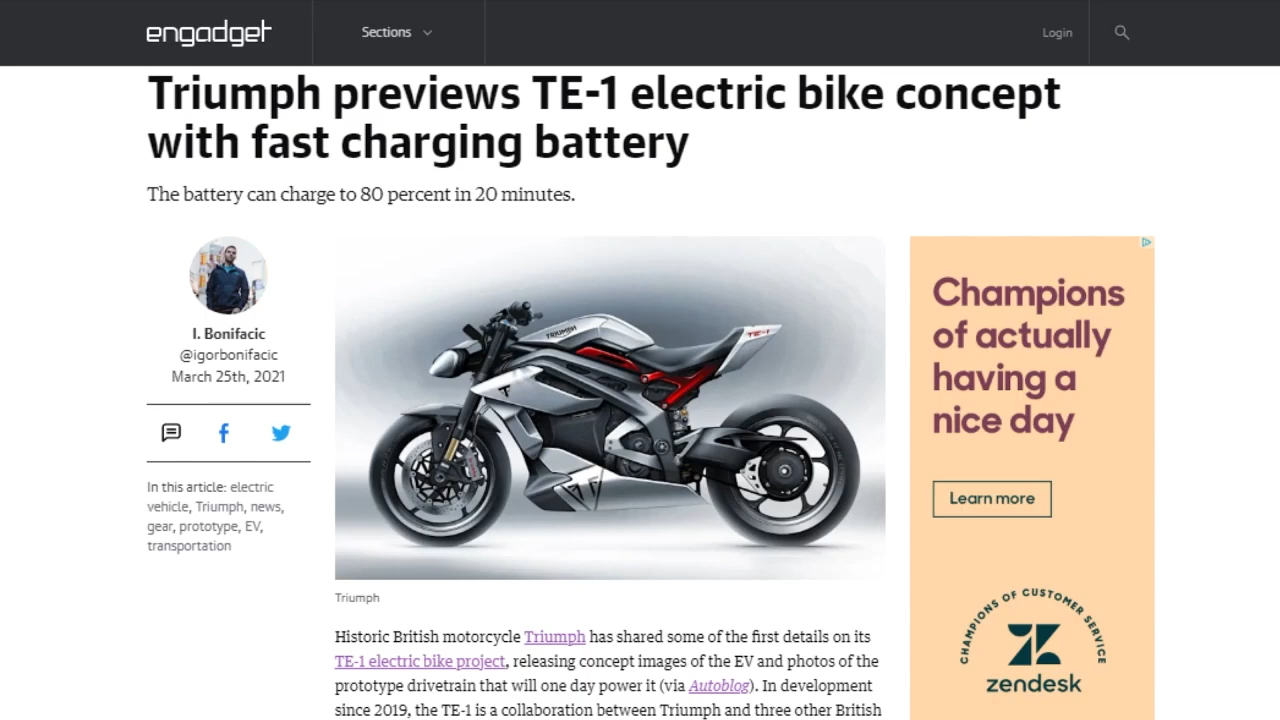 engadget
Sections
Login
Triumph previews TE-1 electric bike concept
with fast charging battery
The battery can charge to 80 percent in 20 minutes.
I. Bonifacic
@igorbonifacic
March 25th, 2021
In this article: electric
vehicle, Triumph, news,
gear, prototype, EV,
transportation
TRIUMPH
TE-1
Triumph
Historic British motorcycle Triumph has shared some of the first details on its
TE-1 electric bike project, releasing concept images of the EV and photos of the
prototype drivetrain that will one day power it (via Autoblog). In development
since 2019, the TE-1 is a collaboration between Triumph and three other British
Champions
of actually
having a
nice day
Learn more
CHAMPIONS OF CUSTOMER SERVICE
zendesk